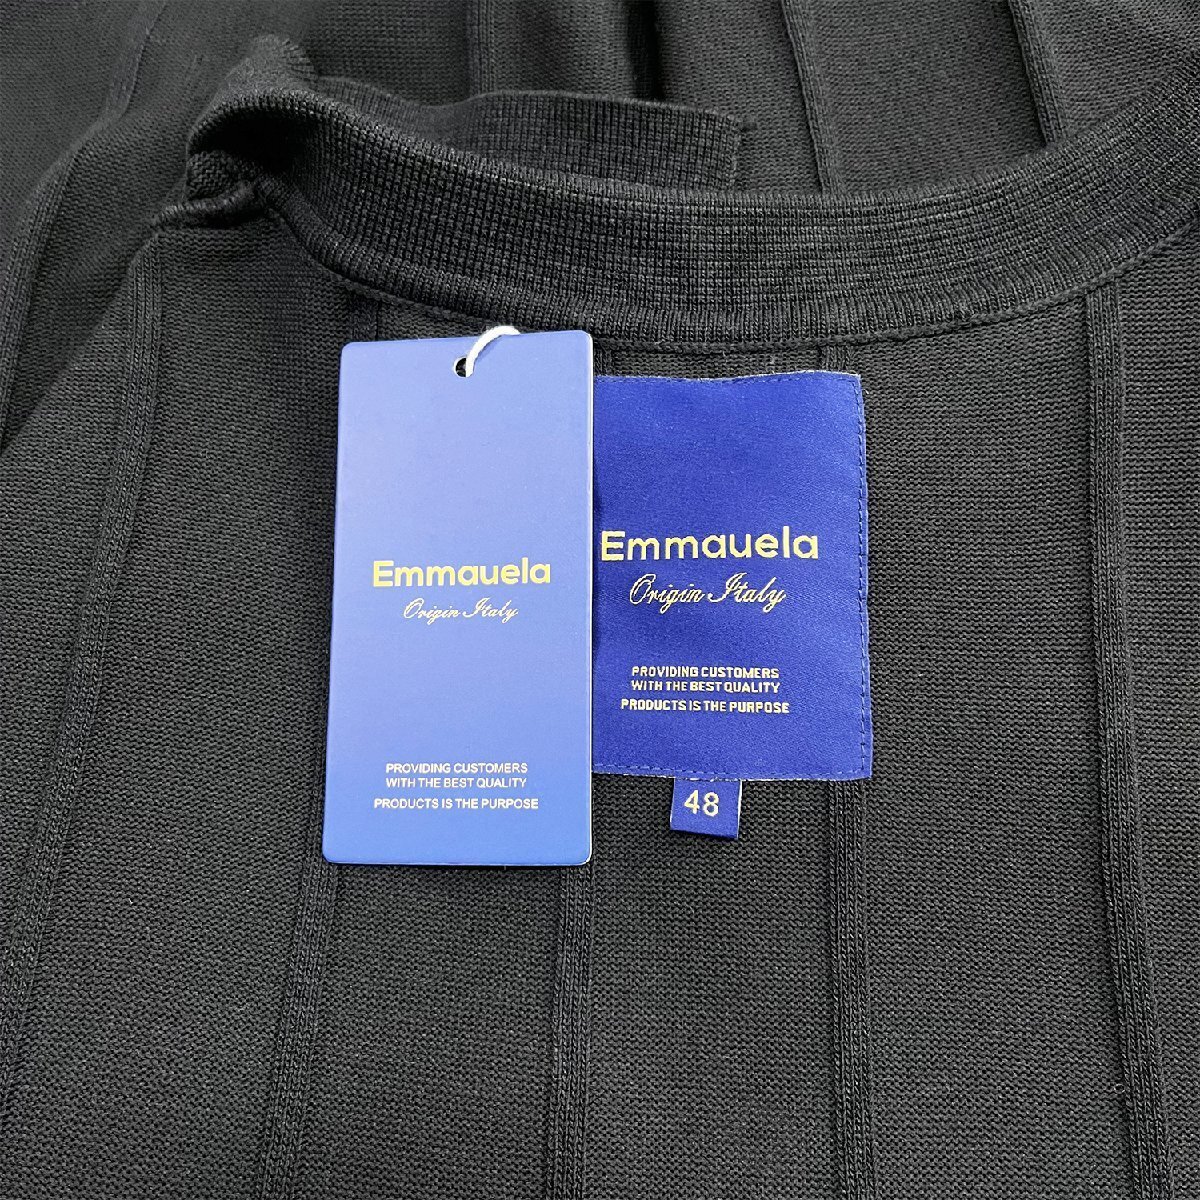 Emmauela
Origin Italy
PROVIDING CUSTOMERS
WITH THE BEST QUALITY
PRODUCTS IS THE PURPOSE
Emmauela
Origin Italy
PROVIDING CUSTOMERS
WITH THE BEST QUALITY
PRODUCTS IS THE PURPOSE
48